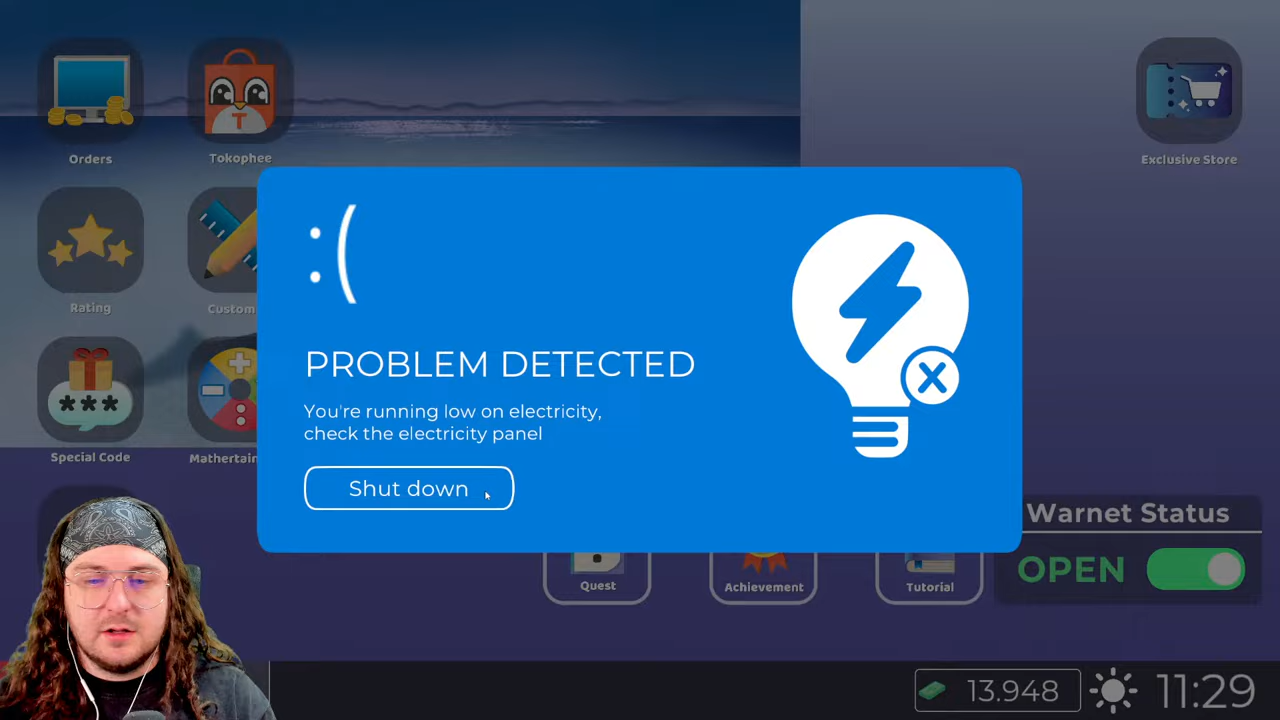 Orders
Tokophee
Exclusive Store
Rating
Custom
Special Code
Mathertain
:(
PROBLEM DETECTED
You're running low on electricity,
check the electricity panel
Shut down
Quest
Achievement
Tutorial
Warnet Status
OPEN
13.948
11:29